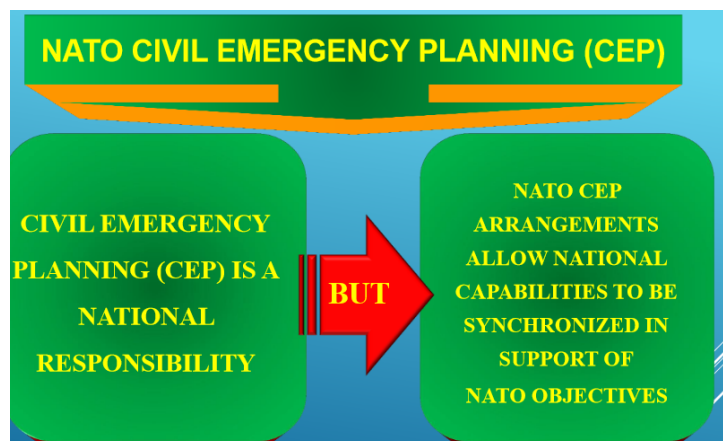 NATO CIVIL EMERGENCY PLANNING (CEP)
CIVIL EMERGENCY
PLANNING (CEP) IS A
NATIONAL
RESPONSIBILITY
BUT
NATO CEP
ARRANGEMENTS
ALLOW NATIONAL
CAPABILITIES TO BE
SYNCHRONIZED IN
SUPPORT OF
NATO OBJECTIVES